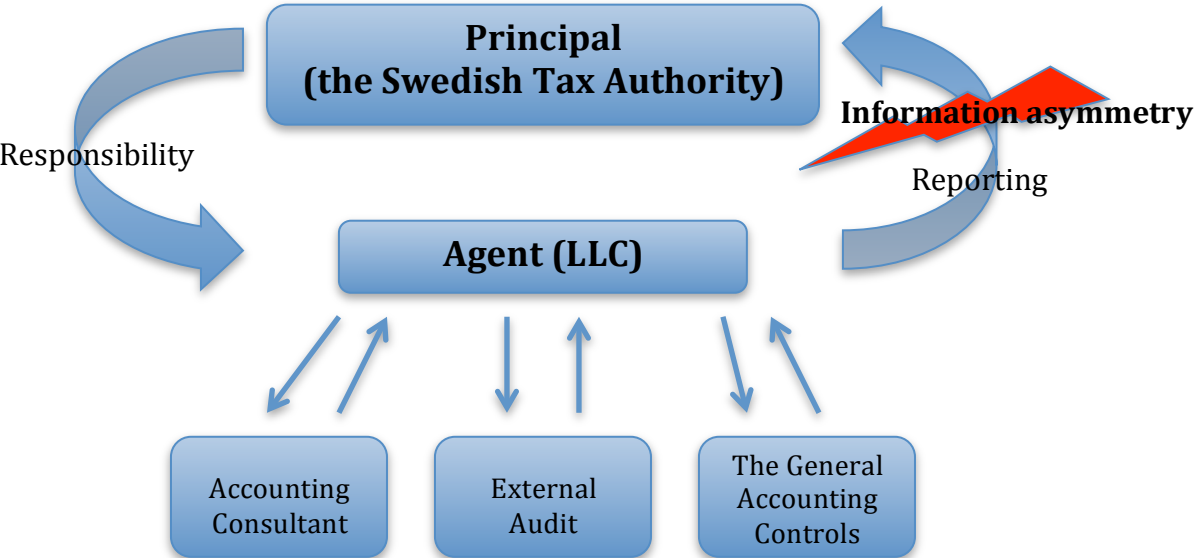 Principal
(the Swedish Tax Authority)
Information asymmetry
Responsibility
Reporting
Agent (LLC)
Accounting
Consultant
External
Audit
The General
Accounting
Controls